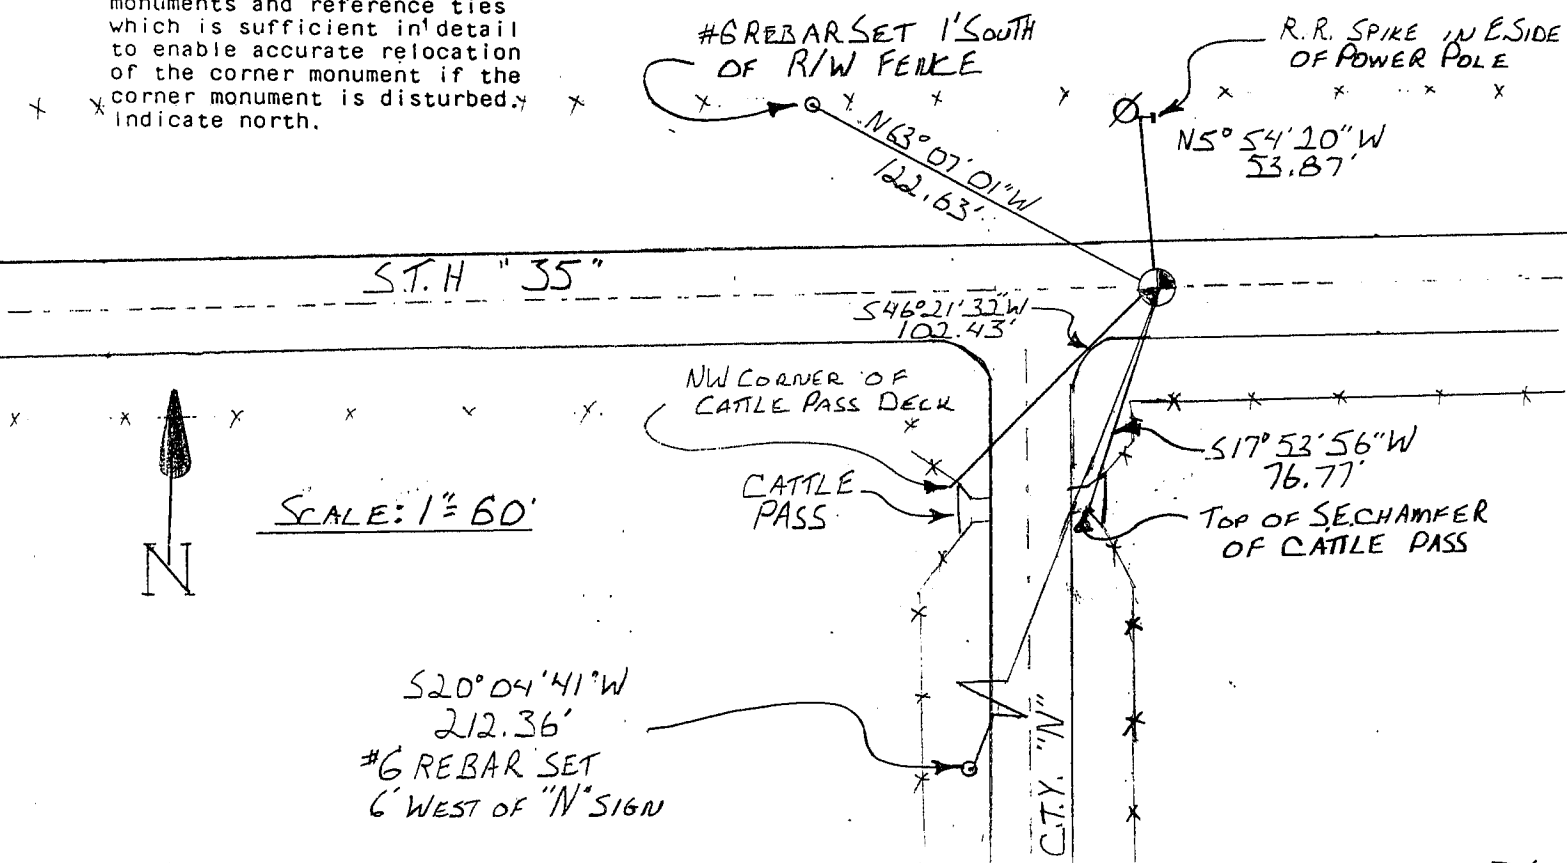 monuments and reference ties
which is sufficient in detail
to enable accurate relocation
of the corner monument if the
corner monument is disturbed.
Indicate north.
#6 REBAR SET 1' SOUTH
OF R/W FENCE
R.R. SPIKE IN E SIDE
OF POWER POLE
N63°07'01"W
122.63'
N5°54'20"W
53.87'
S.T.H "35"
S46°21'32"W
102.43'
NW CORNER OF
CATTLE PASS DECK
CATTLE
PASS
S17°53'56"W
76.77'
TOP OF S.E. CHAMFER
OF CATTLE PASS
SCALE: 1"= 60'
N
S20°04'41"W
212.36'
#6 REBAR SET
6' WEST OF "N" SIGN
C.T.Y. "N"